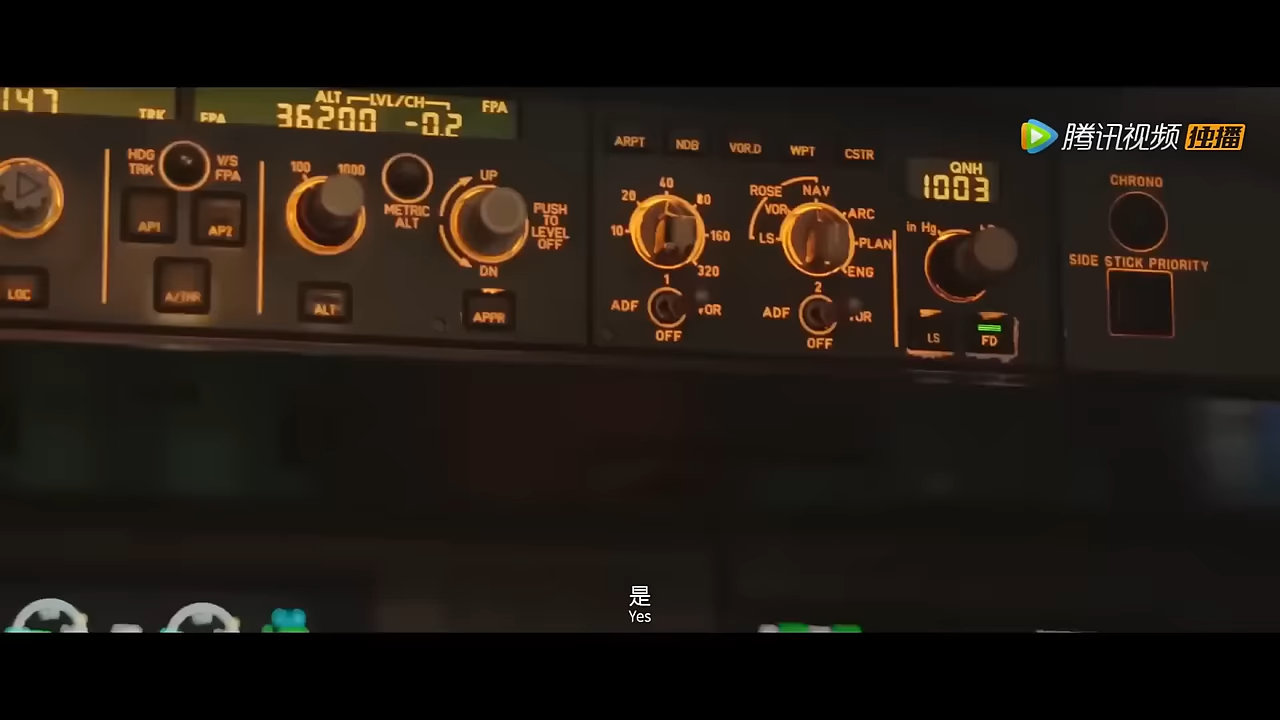 147
TRK
FPA
ALT LVL/CH
36200 -0.2
FPA
HDG
TRK
V/S
FPA
AP1
AP2
A/THR
LOC
100
1000
METRIC
ALT
ALT
UP
PUSH
TO
LEVEL
OFF
DN
APPR
ARPT
NDB
VOR.D
WPT
CSTR
10
20
40
80
160
320
ROSE
LS
VOR
NAV
ARC
PLAN
ENG
ADF
1
VOR
OFF
ADF
2
OFF
QNH
1003
in Hg
LS
FD
CHRONO
SIDE STICK PRIORITY
腾讯视频 独播
是
Yes